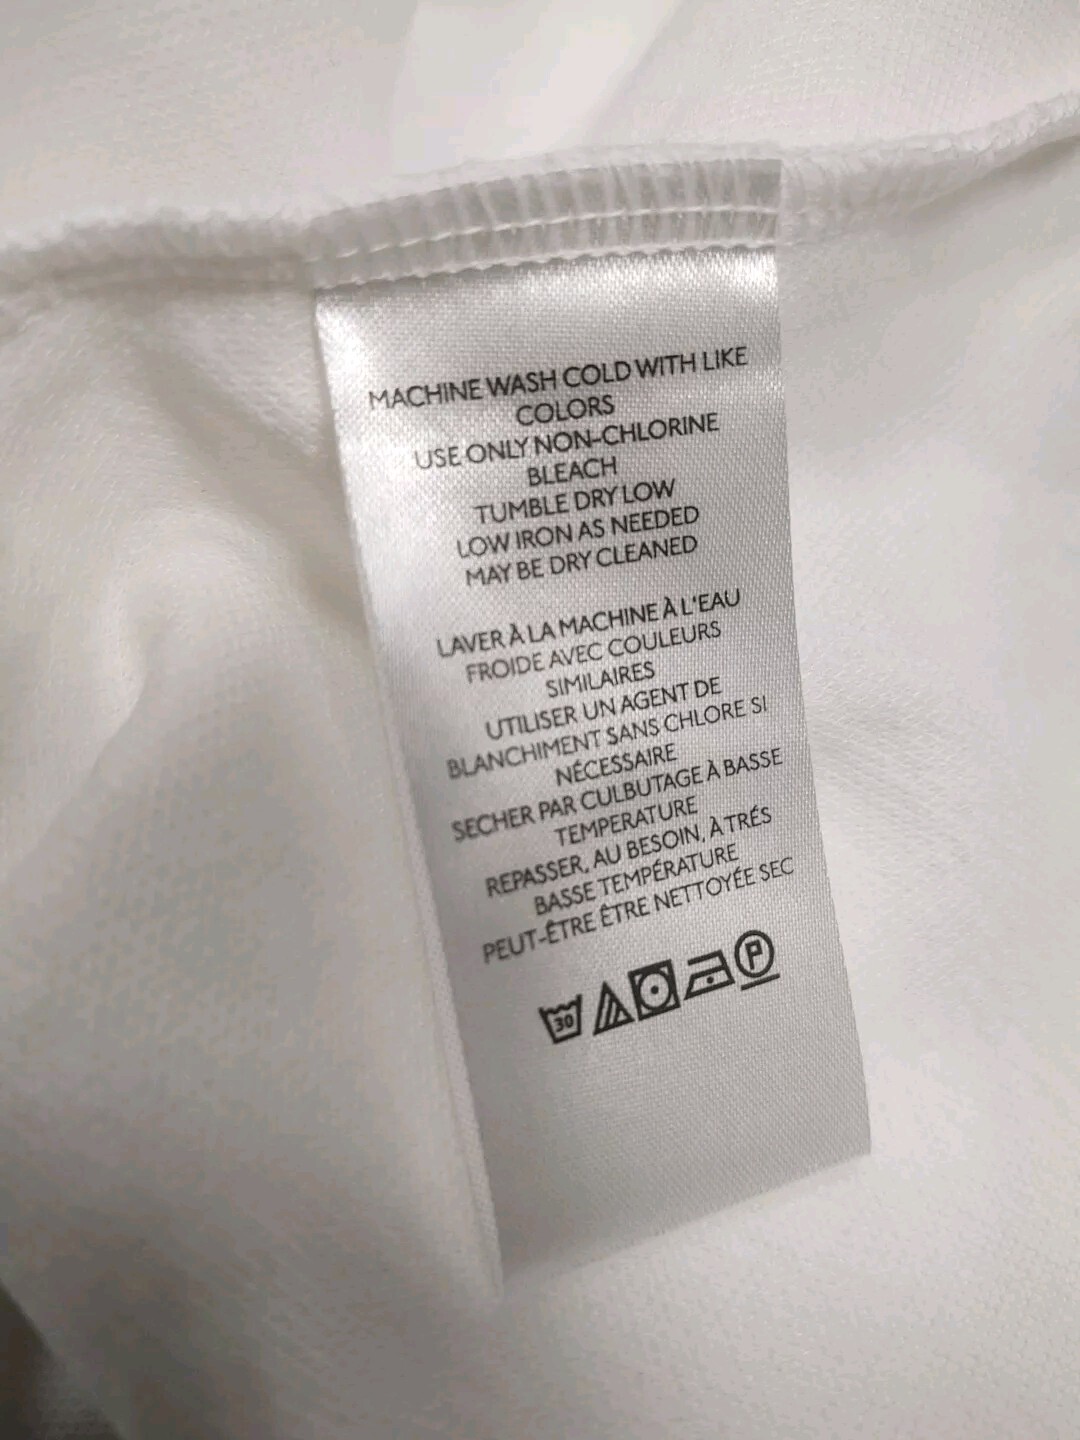 MACHINE WASH COLD WITH LIKE
COLORS
USE ONLY NON-CHLORINE
BLEACH
TUMBLE DRY LOW
LOW IRON AS NEEDED
MAY BE DRY CLEANED
LAVER À LA MACHINE À L'EAU
FROIDE AVEC COULEURS
SIMILAIRES
UTILISER UN AGENT DE
BLANCHIMENT SANS CHLORE SI
NÉCESSAIRE
SECHER PAR CULBUTAGE À BASSE
TEMPERATURE
REPASSER, AU BESOIN, À TRÉS
BASSE TEMPÉRATURE
PEUT-ÊTRE ÊTRE NETTOYÉE SEC
30 P